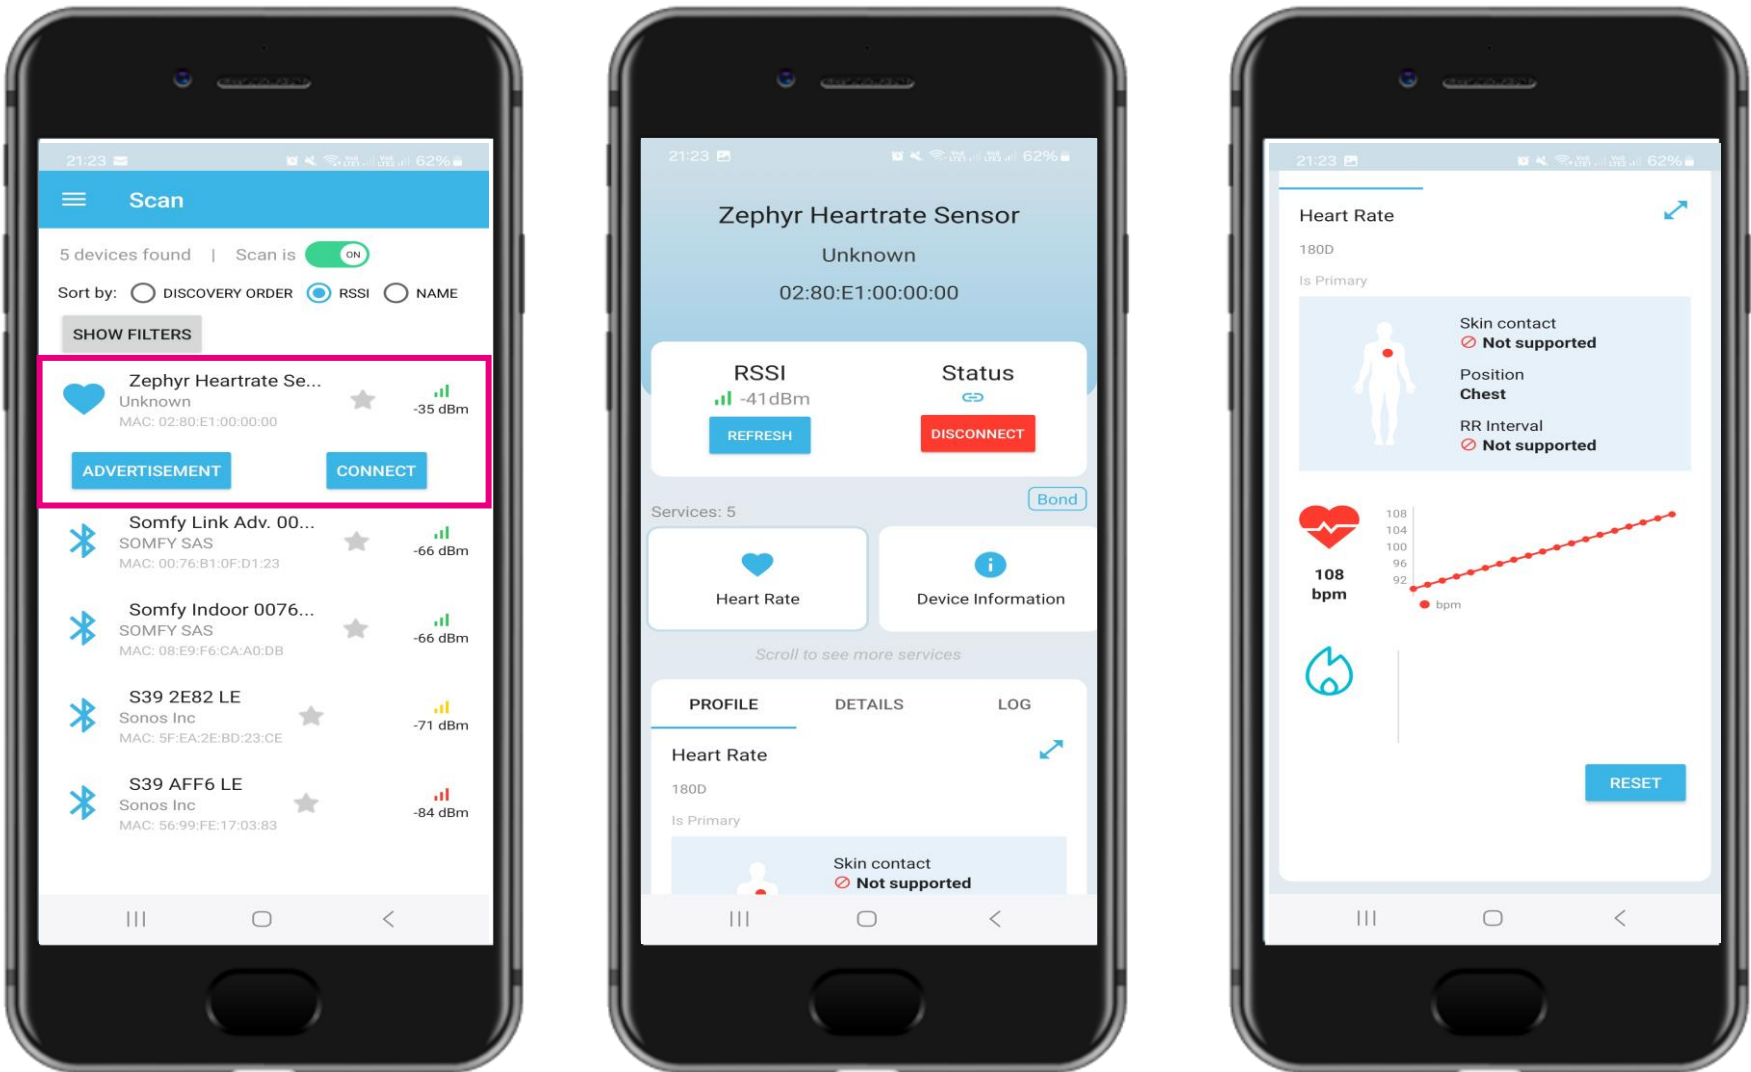 21:23 62%
Scan
5 devices found | Scan is ON
Sort by: DISCOVERY ORDER RSSI NAME
SHOW FILTERS
Zephyr Heartrate Se...
Unknown
MAC: 02:80:E1:00:00:00
-35 dBm
ADVERTISEMENT CONNECT
Somfy Link Adv. 00...
SOMFY SAS
MAC: 00:76:B1:0F:D1:23
-66 dBm
Somfy Indoor 0076...
SOMFY SAS
MAC: 08:E9:F6:CA:A0:DB
-66 dBm
S39 2E82 LE
Sonos Inc
MAC: 5F:EA:2E:BD:23:CE
-71 dBm
S39 AFF6 LE
Sonos Inc
MAC: 56:99:FE:17:03:83
-84 dBm
21:23 62%
Zephyr Heartrate Sensor
Unknown
02:80:E1:00:00:00
RSSI
-41dBm
REFRESH
Status
DISCONNECT
Bond
Services: 5
Heart Rate
Device Information
Scroll to see more services
PROFILE DETAILS LOG
Heart Rate
180D
Is Primary
Skin contact
Not supported
21:23 62%
Heart Rate
180D
Is Primary
Skin contact
Not supported
Position
Chest
RR Interval
Not supported
108
bpm
108
104
100
96
92
bpm
RESET